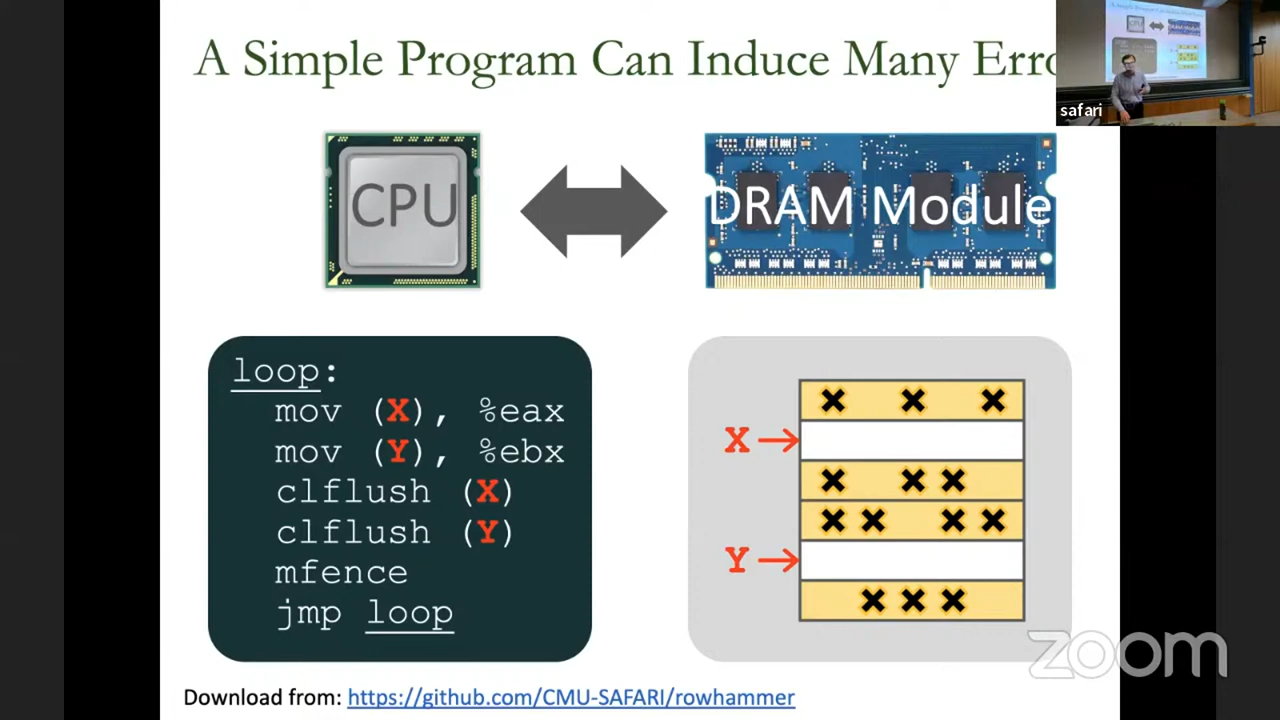 A Simple Program Can Induce Many Erro
safari
CPU
DRAM Module
loop:
mov (X), %eax
mov (Y), %ebx
clflush (X)
clflush (Y)
mfence
jmp loop
X
Y
zoom
Download from: https://github.com/CMU-SAFARI/rowhammer